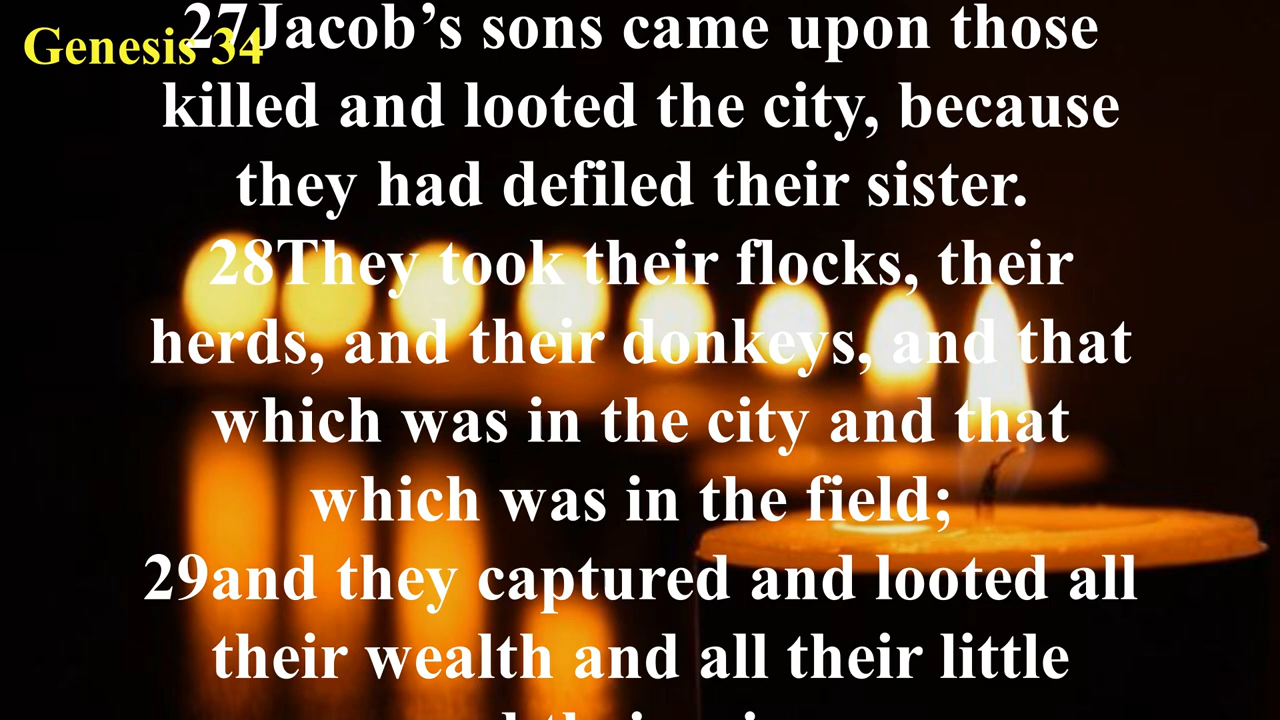 Genesis 34
27Jacob’s sons came upon those
killed and looted the city, because
they had defiled their sister.
28They took their flocks, their
herds, and their donkeys, and that
which was in the city and that
which was in the field;
29and they captured and looted all
their wealth and all their little